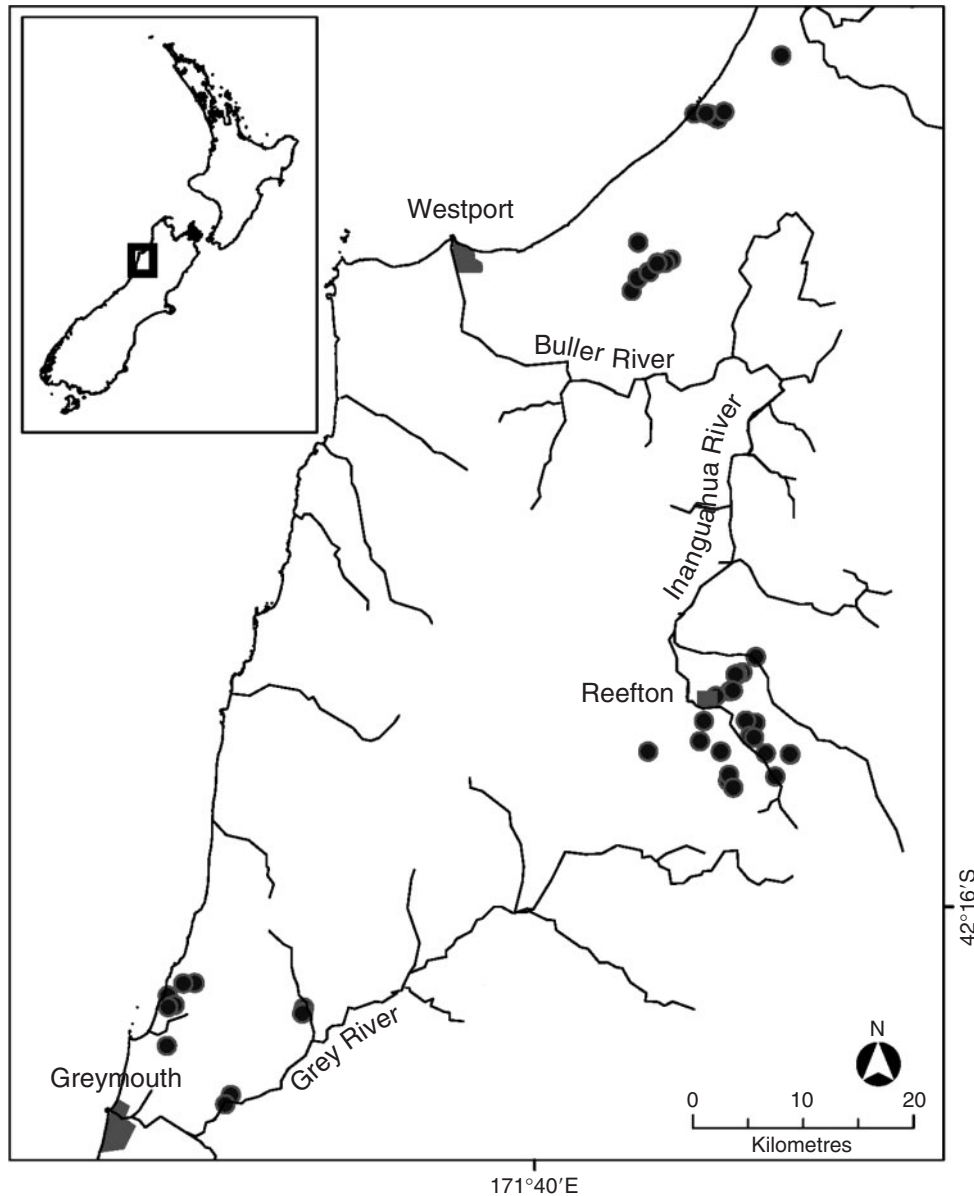 Westport
Buller River
Inangahua River
Reefton
42°16′S
Grey River
N
Greymouth
0 10 20
Kilometres
171°40′E